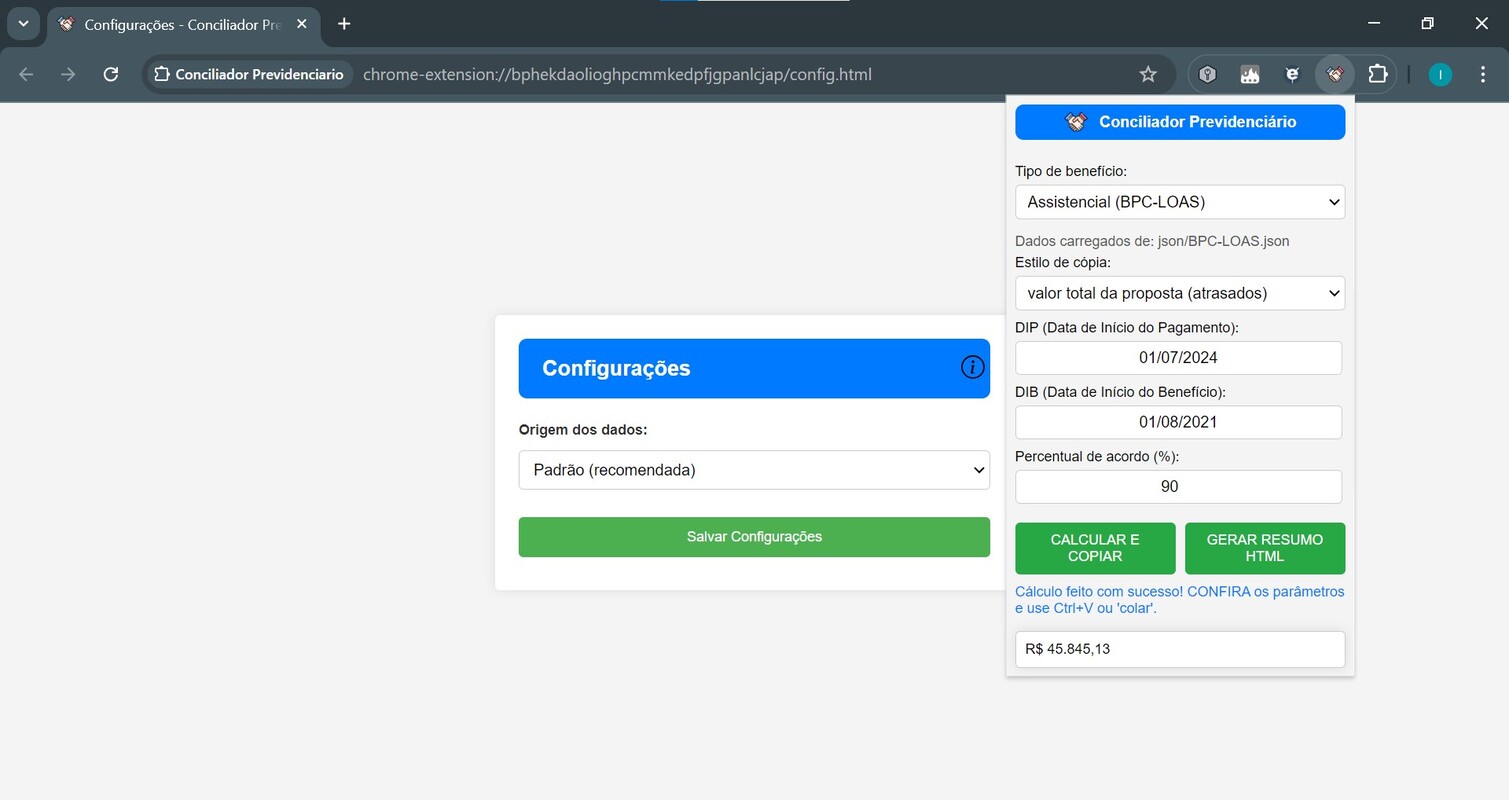 Configurações - Conciliador Pre
Conciliador Previdenciario
chrome-extension://bphekdaolioghpcmmkedpfjgpanlcjap/config.html
I
Configurações
i
Origem dos dados:
Padrão (recomendada)
Salvar Configurações
Conciliador Previdenciário
Tipo de benefício:
Assistencial (BPC-LOAS)
Dados carregados de: json/BPC-LOAS.json
Estilo de cópia:
valor total da proposta (atrasados)
DIP (Data de Início do Pagamento):
01/07/2024
DIB (Data de Início do Benefício):
01/08/2021
Percentual de acordo (%):
90
CALCULAR E
COPIAR
GERAR RESUMO
HTML
Cálculo feito com sucesso! CONFIRA os parâmetros
e use Ctrl+V ou 'colar'.
R$ 45.845,13